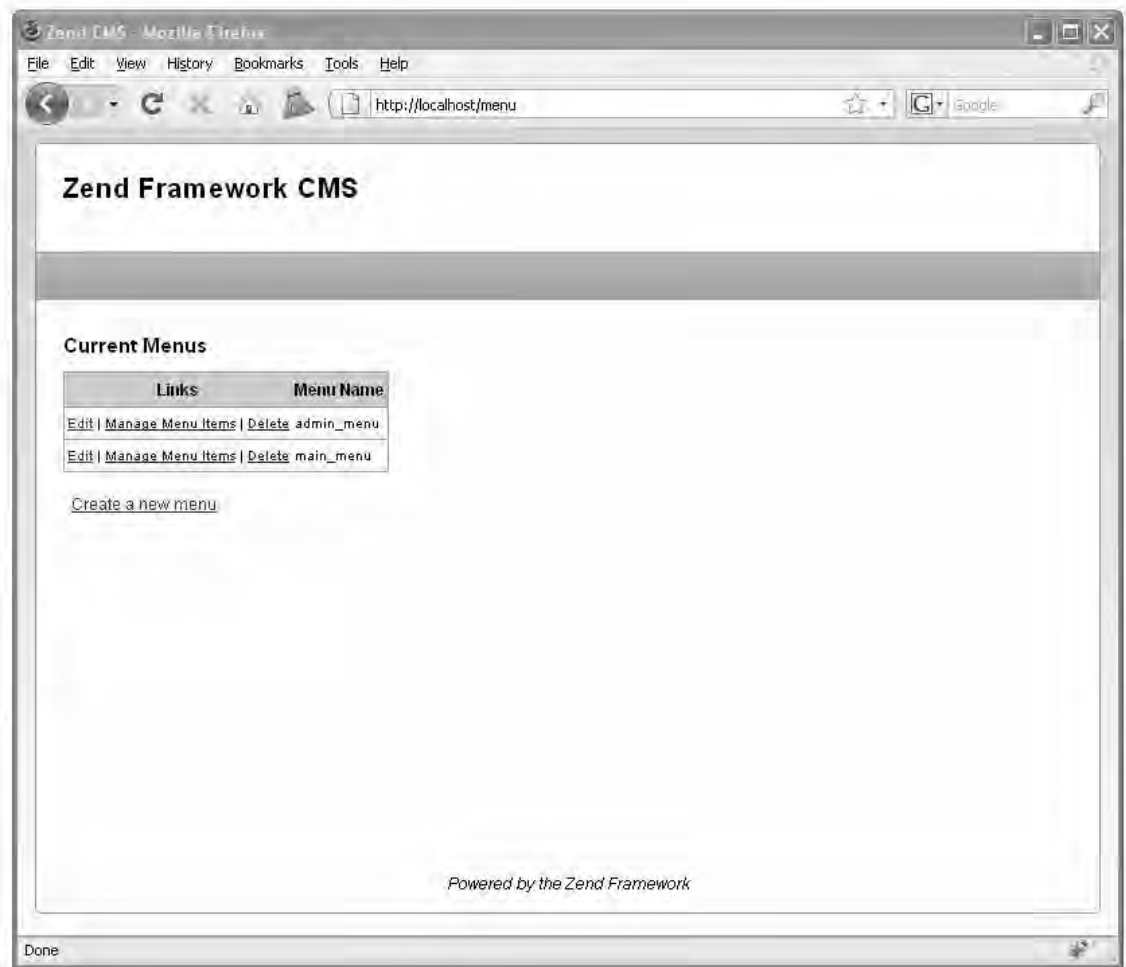 Zend CMS - Mozilla Firefox
File Edit View History Bookmarks Tools Help
http://localhost/menu
G Google
Zend Framework CMS
Current Menus
Links Menu Name
Edit | Manage Menu Items | Delete admin_menu
Edit | Manage Menu Items | Delete main_menu
Create a new menu
Powered by the Zend Framework
Done